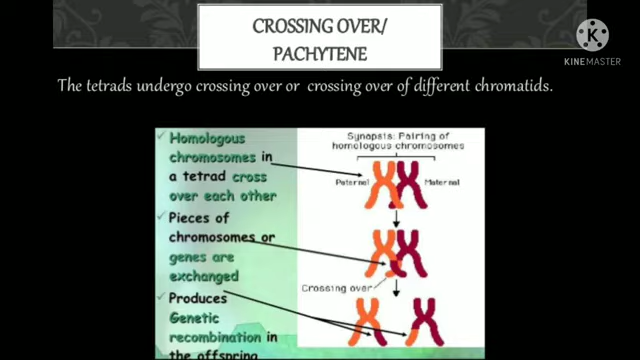 CROSSING OVER/
PACHYTENE
K
KINEMASTER
The tetrads undergo crossing over or crossing over of different chromatids.
✓ Homologous
chromosomes in
a tetrad cross
over each other
✓ Pieces of
chromosomes or
genes are
exchanged
✓ Produces
Genetic
recombination in
the offspring
Synapsis: Pairing of
homologous chromosomes
Paternal
Maternal
Crossing over